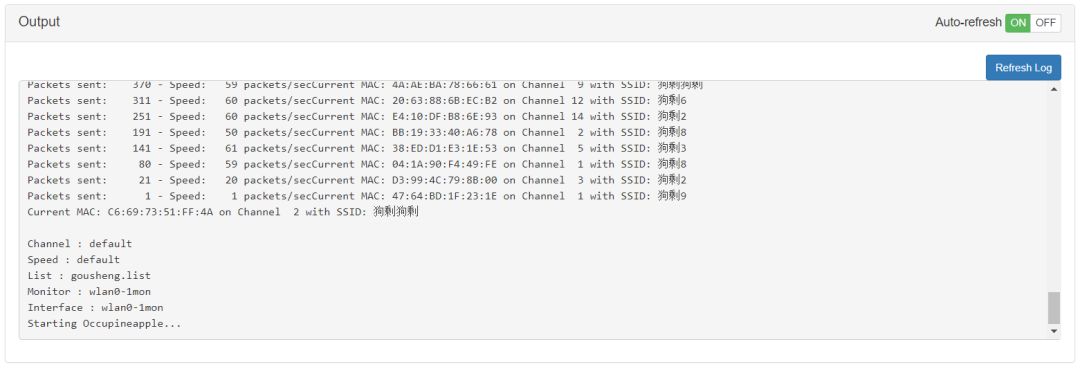 Output
Auto-refresh ON OFF
Refresh Log
Packets sent: 370 - Speed: 59 packets/secCurrent MAC: 4A:AE:BA:78:66:61 on Channel 9 with SSID: 狗剩狗剩
Packets sent: 311 - Speed: 60 packets/secCurrent MAC: 20:63:88:6B:EC:B2 on Channel 12 with SSID: 狗剩6
Packets sent: 251 - Speed: 60 packets/secCurrent MAC: E4:10:DF:B8:6E:93 on Channel 14 with SSID: 狗剩2
Packets sent: 191 - Speed: 50 packets/secCurrent MAC: BB:19:33:40:A6:78 on Channel 2 with SSID: 狗剩8
Packets sent: 141 - Speed: 61 packets/secCurrent MAC: 38:ED:D1:E3:1E:53 on Channel 5 with SSID: 狗剩3
Packets sent: 80 - Speed: 59 packets/secCurrent MAC: 04:1A:90:F4:49:FE on Channel 1 with SSID: 狗剩8
Packets sent: 21 - Speed: 20 packets/secCurrent MAC: D3:99:4C:79:8B:00 on Channel 3 with SSID: 狗剩2
Packets sent: 1 - Speed: 1 packets/secCurrent MAC: 47:64:BD:1F:23:1E on Channel 1 with SSID: 狗剩9
Current MAC: C6:69:73:51:FF:4A on Channel 2 with SSID: 狗剩狗剩
Channel : default
Speed : default
List : gousheng.list
Monitor : wlan0-1mon
Interface : wlan0-1mon
Starting Occupineapple...